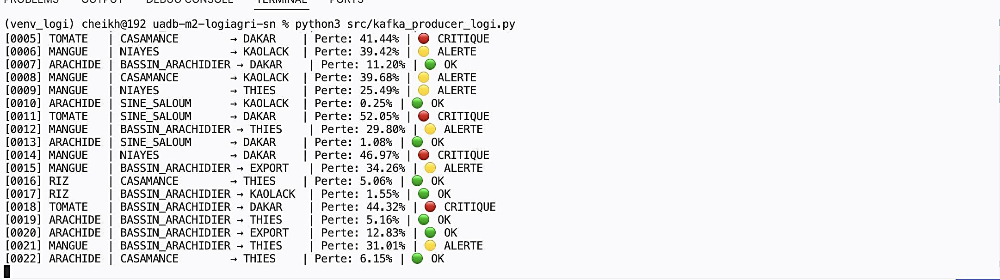 PROBLEMS OUTPUT DEBUG CONSOLE TERMINAL PORTS
(venv_logi) cheikh@192 uadb-m2-logiagri-sn % python3 src/kafka_producer_logi.py
[0005] TOMATE | CASAMANCE → DAKAR | Perte: 41.44% | 🔴 CRITIQUE
[0006] MANGUE | NIAYES → KAOLACK | Perte: 39.42% | 🟡 ALERTE
[0007] ARACHIDE | BASSIN_ARACHIDIER → DAKAR | Perte: 11.20% | 🟢 OK
[0008] MANGUE | CASAMANCE → KAOLACK | Perte: 39.68% | 🟡 ALERTE
[0009] MANGUE | NIAYES → THIES | Perte: 25.49% | 🟡 ALERTE
[0010] ARACHIDE | SINE_SALOUM → KAOLACK | Perte: 0.25% | 🟢 OK
[0011] TOMATE | SINE_SALOUM → DAKAR | Perte: 52.05% | 🔴 CRITIQUE
[0012] MANGUE | BASSIN_ARACHIDIER → THIES | Perte: 29.80% | 🟡 ALERTE
[0013] ARACHIDE | SINE_SALOUM → DAKAR | Perte: 1.08% | 🟢 OK
[0014] MANGUE | NIAYES → DAKAR | Perte: 46.97% | 🔴 CRITIQUE
[0015] MANGUE | BASSIN_ARACHIDIER → EXPORT | Perte: 34.26% | 🟡 ALERTE
[0016] RIZ | CASAMANCE → THIES | Perte: 5.06% | 🟢 OK
[0017] RIZ | BASSIN_ARACHIDIER → KAOLACK | Perte: 1.55% | 🟢 OK
[0018] TOMATE | BASSIN_ARACHIDIER → DAKAR | Perte: 44.32% | 🔴 CRITIQUE
[0019] ARACHIDE | BASSIN_ARACHIDIER → THIES | Perte: 5.16% | 🟢 OK
[0020] ARACHIDE | BASSIN_ARACHIDIER → EXPORT | Perte: 12.83% | 🟢 OK
[0021] MANGUE | BASSIN_ARACHIDIER → THIES | Perte: 31.01% | 🟡 ALERTE
[0022] ARACHIDE | CASAMANCE → THIES | Perte: 6.15% | 🟢 OK